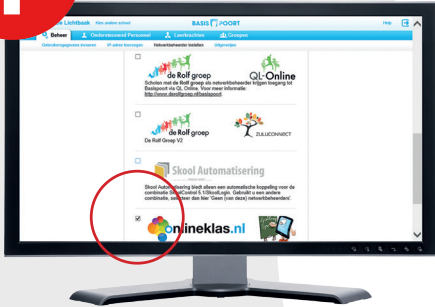 Lichtbaak Kies andere school BASIS POORT Help
Beheer Ondersteunend Personeel Leerkrachten Groepen
Gebruikersgegevens invoeren IP-adres toevoegen Netwerkbeheerder instellen Uitgeverijen
de Rolf groep QL-Online
Scholen met de Rolf groep als netwerkbeheerder krijgen toegang tot
Basispoort via QL Online. Voor meer informatie:
http://www.derolfgroep.nl/basispoort
de Rolf groep ZULUCONNECT
De Rolf Groep V2
Skool Automatisering
Skool Automatisering biedt alleen een automatische koppeling voor de
combinatie SkoolControl 5.1/SkoolLogin. Gebruikt u een andere
combinatie, selecteer dan hier 'Geen (van deze) netwerkbeheerders'.
onlineklas.nl